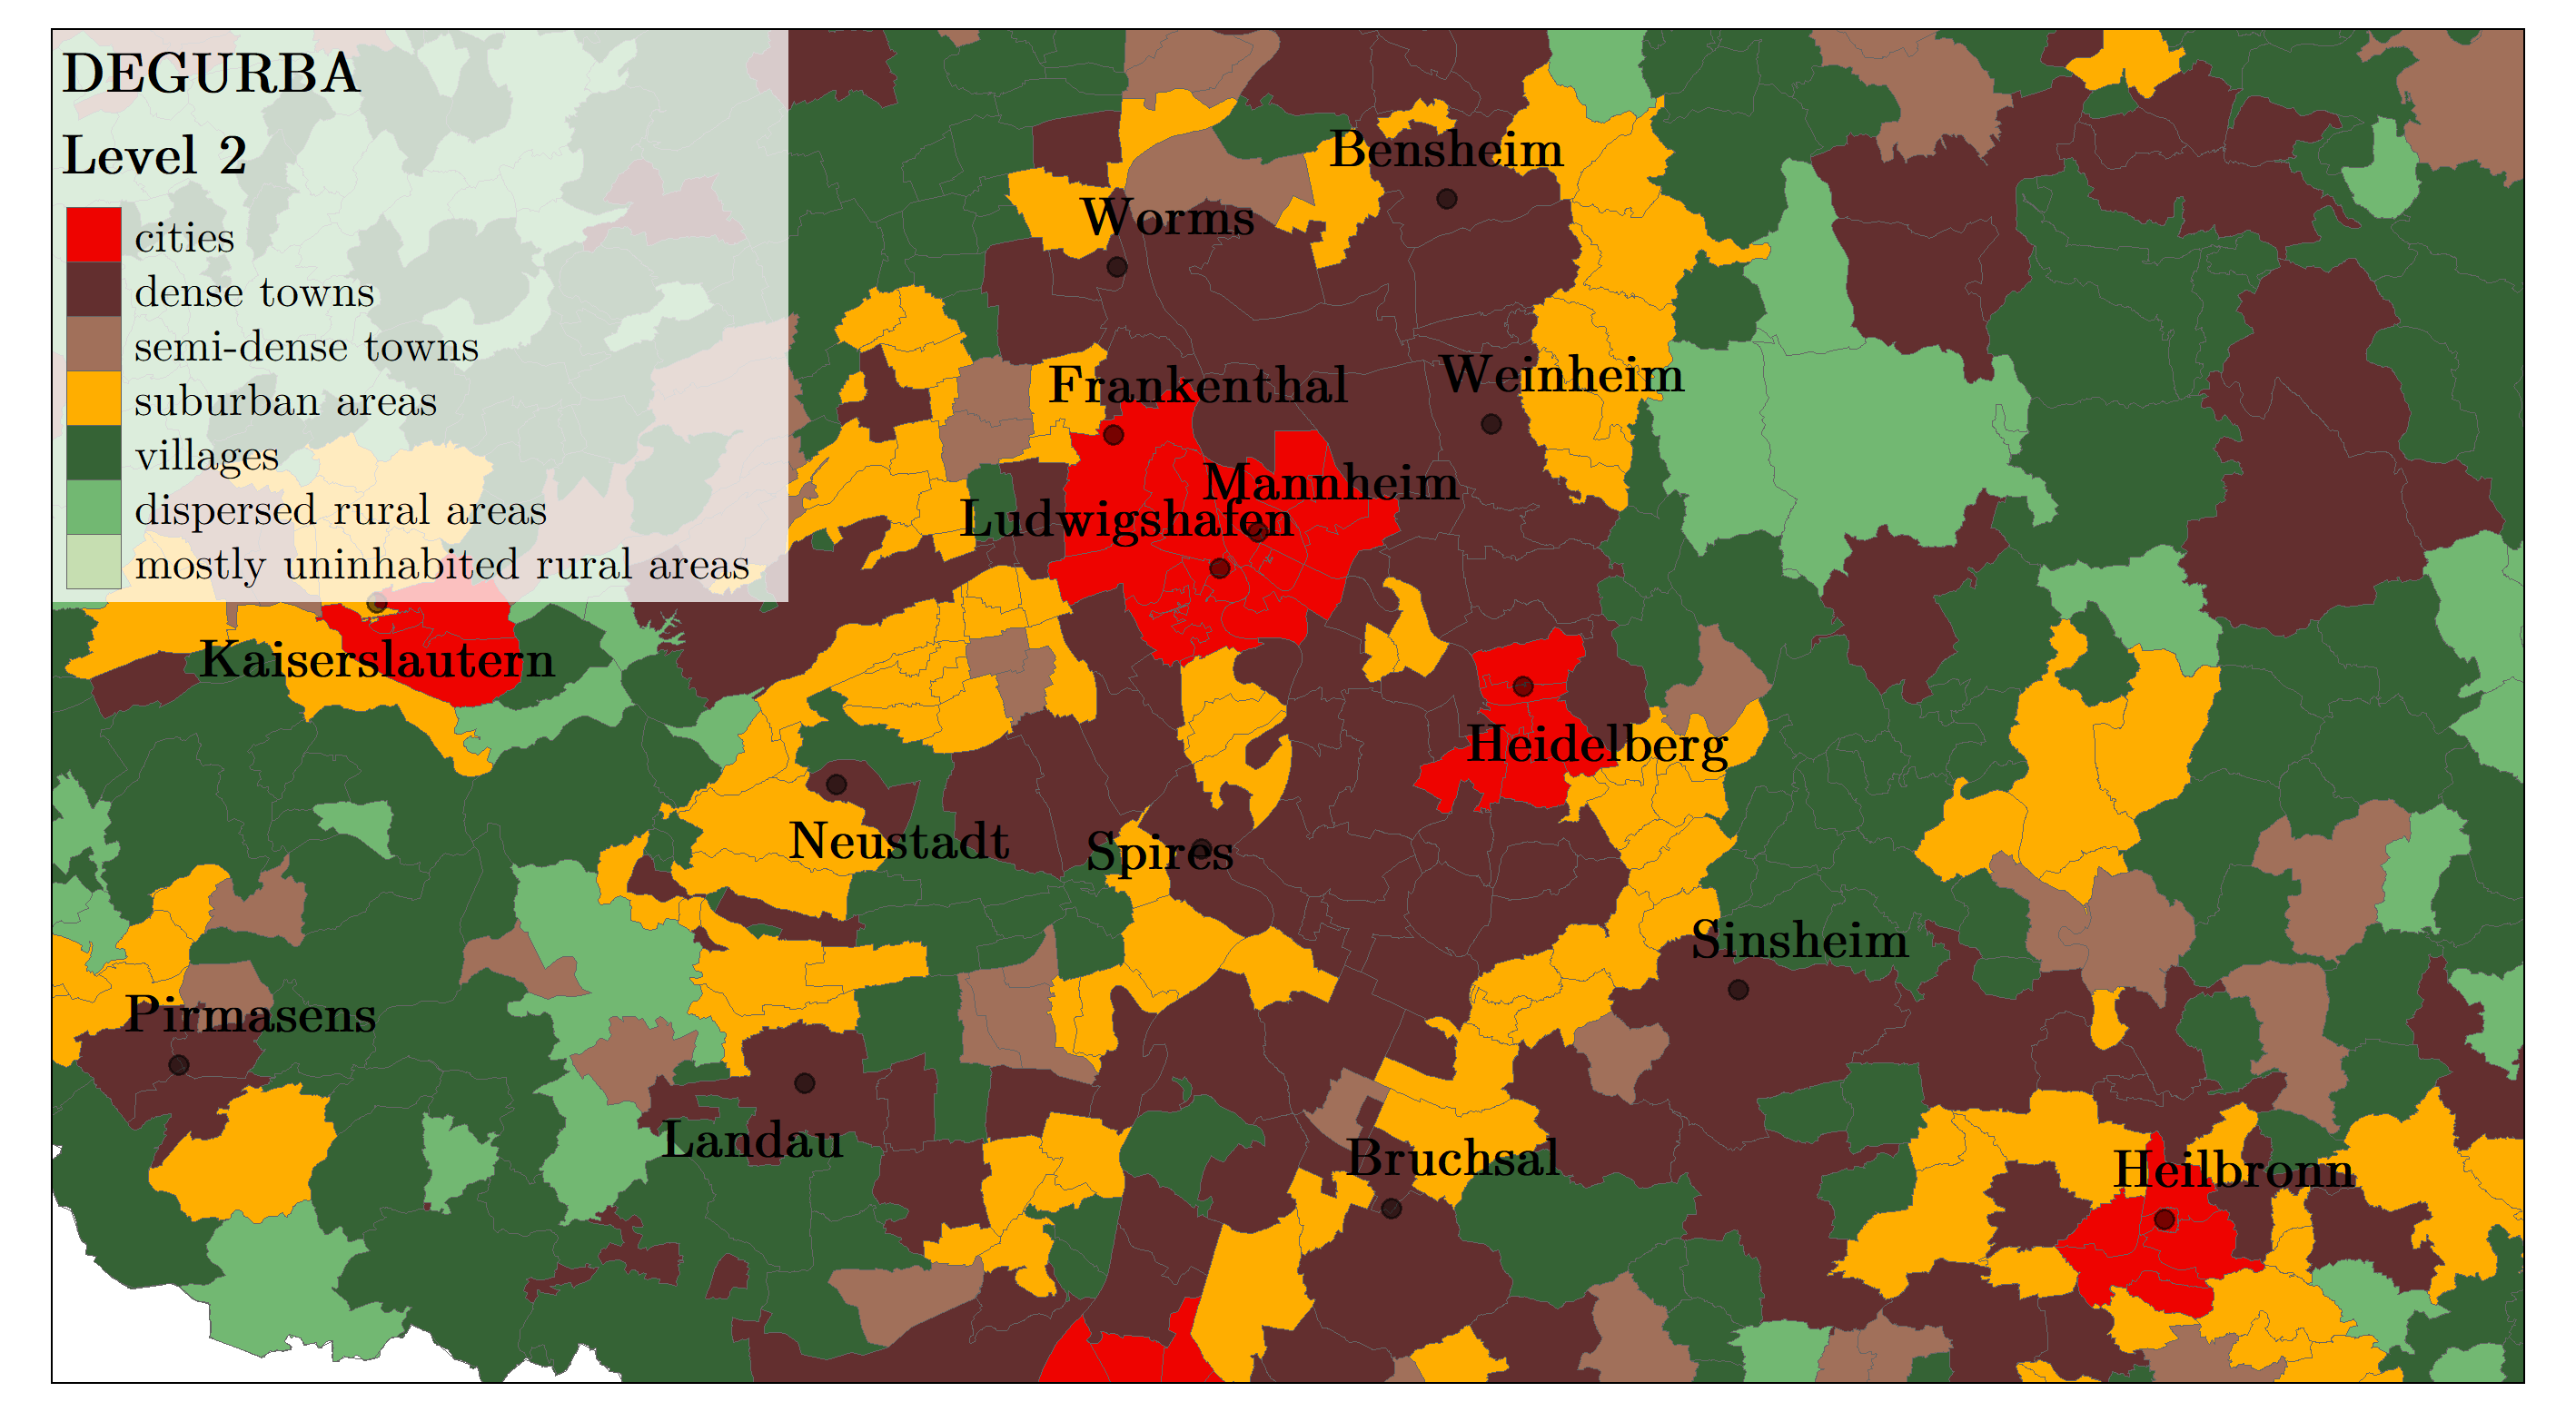 DEGURBA
Level 2
cities
dense towns
semi-dense towns
suburban areas
villages
dispersed rural areas
mostly uninhabited rural areas
Bensheim
Worms
Frankenthal
Weinheim
Mannheim
Ludwigshafen
Kaiserslautern
Heidelberg
Neustadt
Spires
Sinsheim
Pirmasens
Landau
Bruchsal
Heilbronn